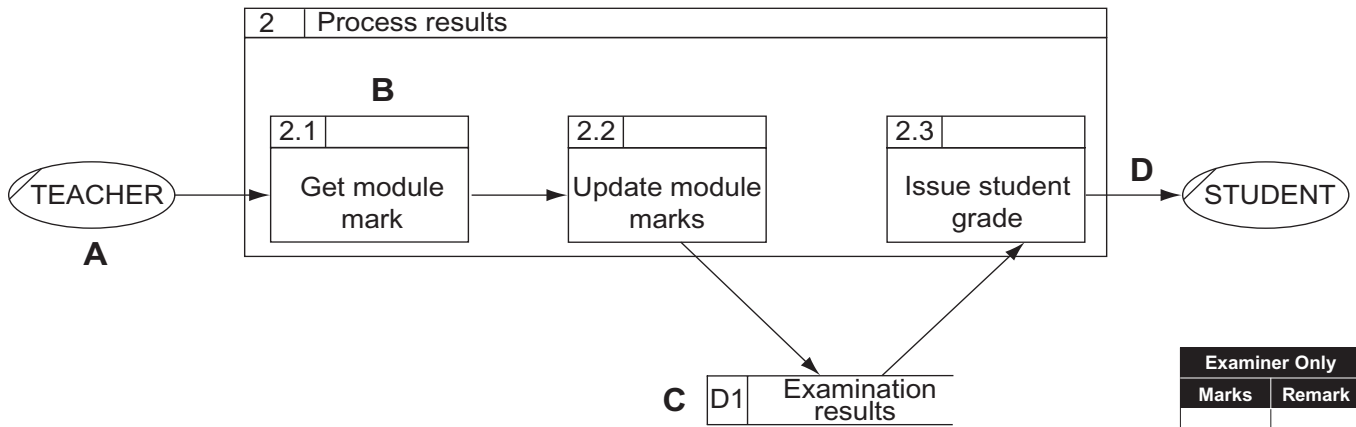 2 Process results
B
2.1
2.2
2.3
TEACHER
Get module
mark
Update module
marks
Issue student
grade
D
STUDENT
A
C
D1
Examination
results
Examiner Only
Marks Remark